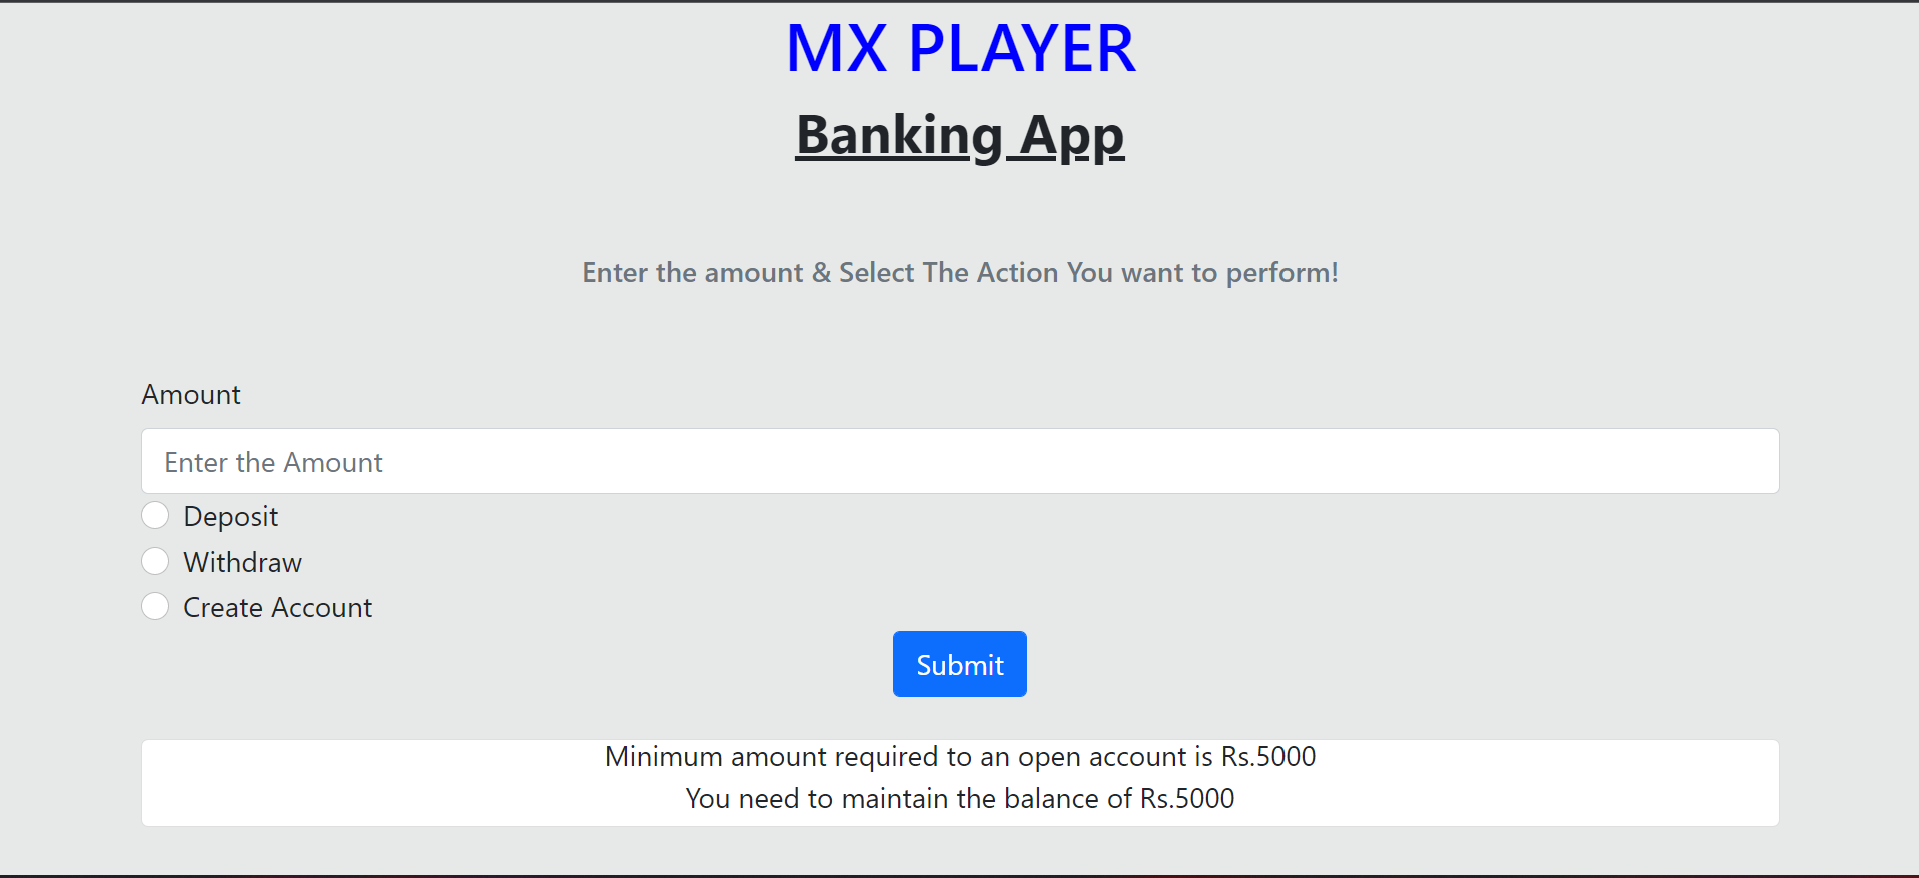 MX PLAYER
Banking App
Enter the amount & Select The Action You want to perform!
Amount
Enter the Amount
Deposit
Withdraw
Create Account
Submit
Minimum amount required to an open account is Rs.5000
You need to maintain the balance of Rs.5000